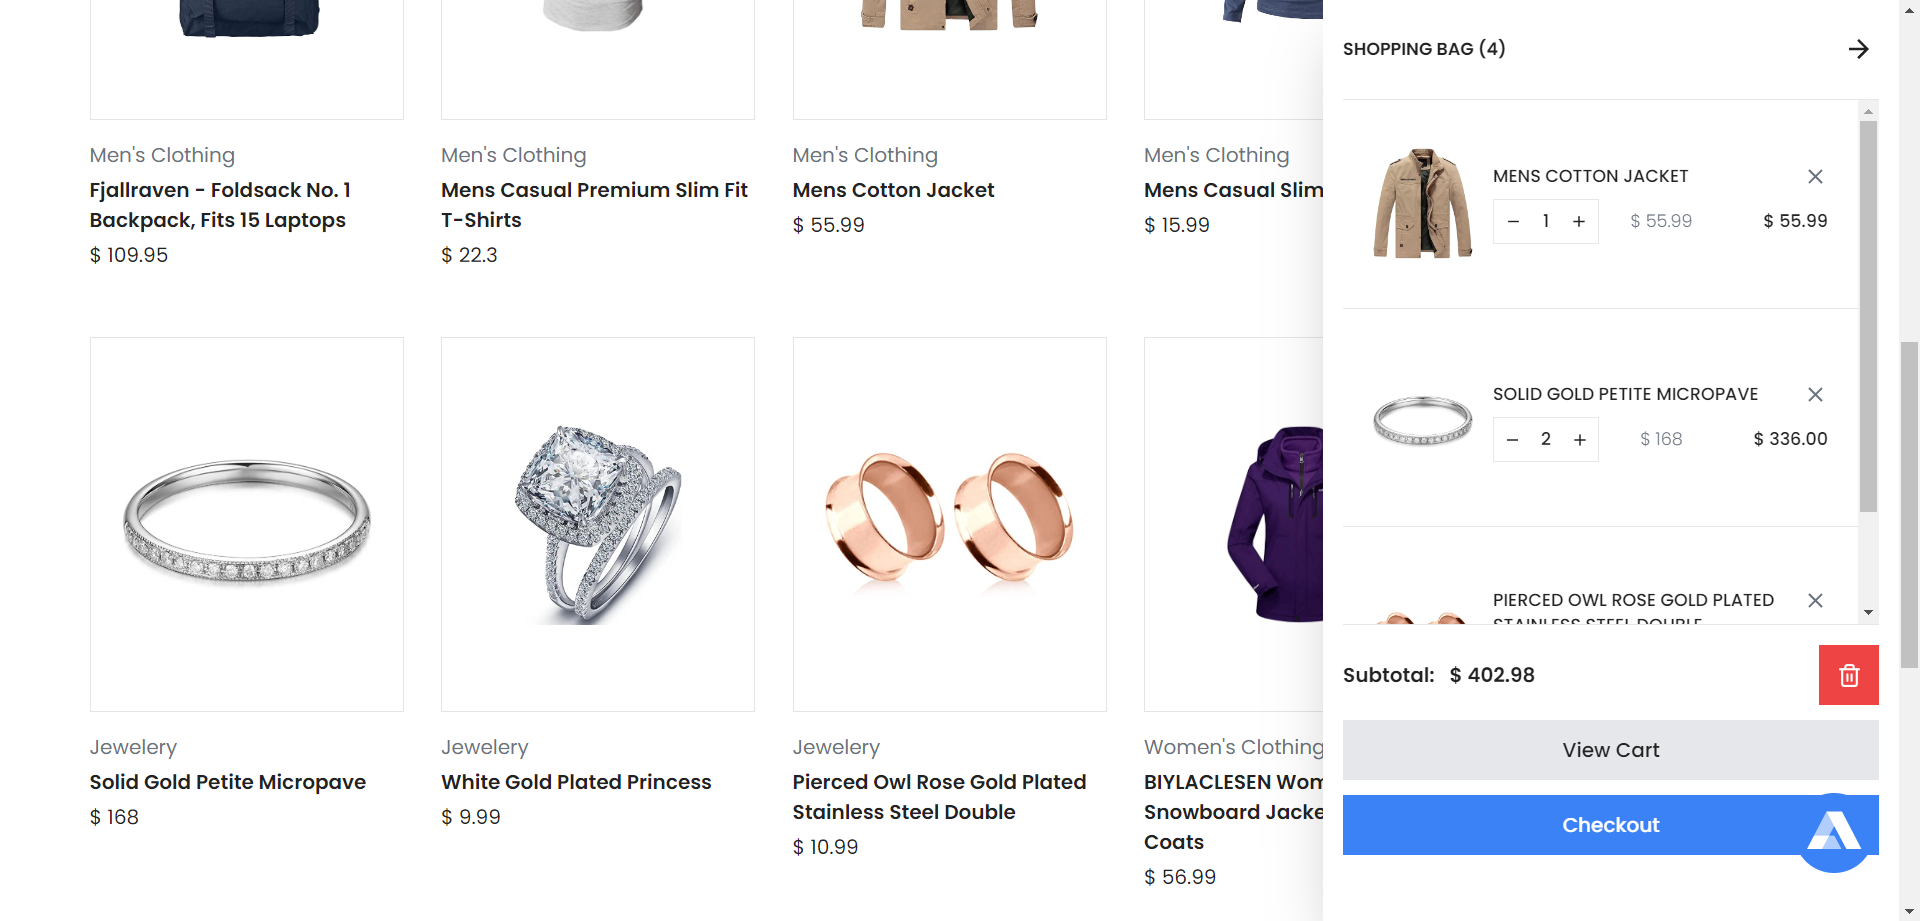 Men's Clothing
Fjallraven - Foldsack No. 1
Backpack, Fits 15 Laptops
$ 109.95
Men's Clothing
Mens Casual Premium Slim Fit
T-Shirts
$ 22.3
Men's Clothing
Mens Cotton Jacket
$ 55.99
Men's Clothing
Mens Casual Slim
$ 15.99
Jewelery
Solid Gold Petite Micropave
$ 168
Jewelery
White Gold Plated Princess
$ 9.99
Jewelery
Pierced Owl Rose Gold Plated
Stainless Steel Double
$ 10.99
Women's Clothing
BIYLACLESEN Wom
Snowboard Jacke
Coats
$ 56.99
SHOPPING BAG (4)
MENS COTTON JACKET
− 1 + $ 55.99 $ 55.99
SOLID GOLD PETITE MICROPAVE
− 2 + $ 168 $ 336.00
PIERCED OWL ROSE GOLD PLATED
STAINLESS STEEL DOUBLE
Subtotal: $ 402.98
View Cart
Checkout